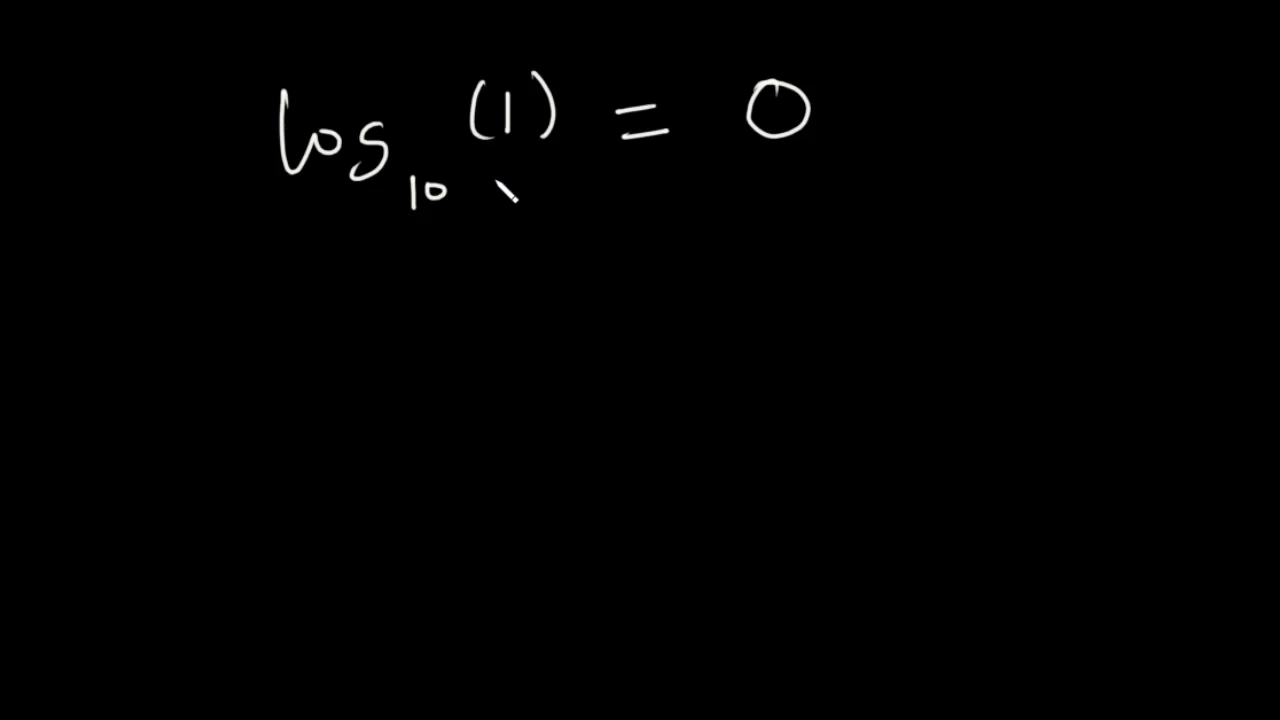 log₁₀ (1) = 0